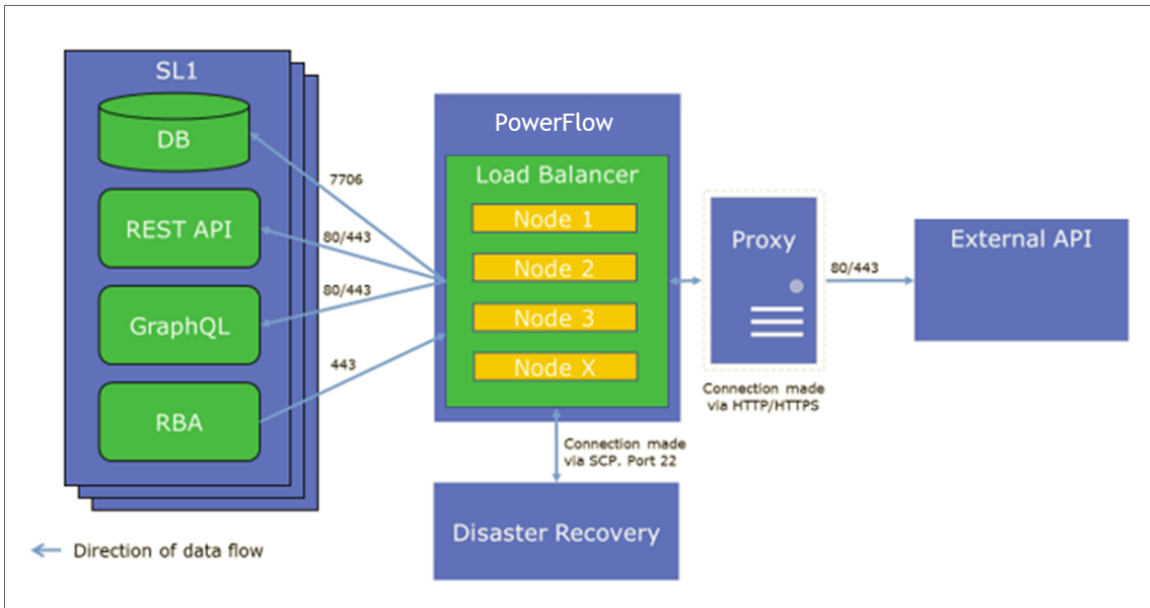 SL1
DB
REST API
GraphQL
RBA
7706
80/443
80/443
443
PowerFlow
Load Balancer
Node 1
Node 2
Node 3
Node X
Proxy
Connection made
via HTTP/HTTPS
80/443
External API
Connection made
via SCP. Port 22
Disaster Recovery
Direction of data flow